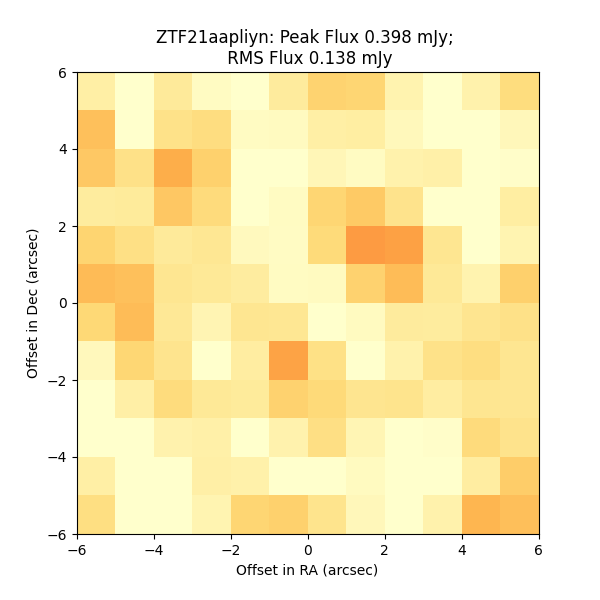 ZTF21aapliyn: Peak Flux 0.398 mJy;
RMS Flux 0.138 mJy
6
4
2
0
−2
−4
−6
Offset in Dec (arcsec)
−6 −4 −2 0 2 4 6
Offset in RA (arcsec)